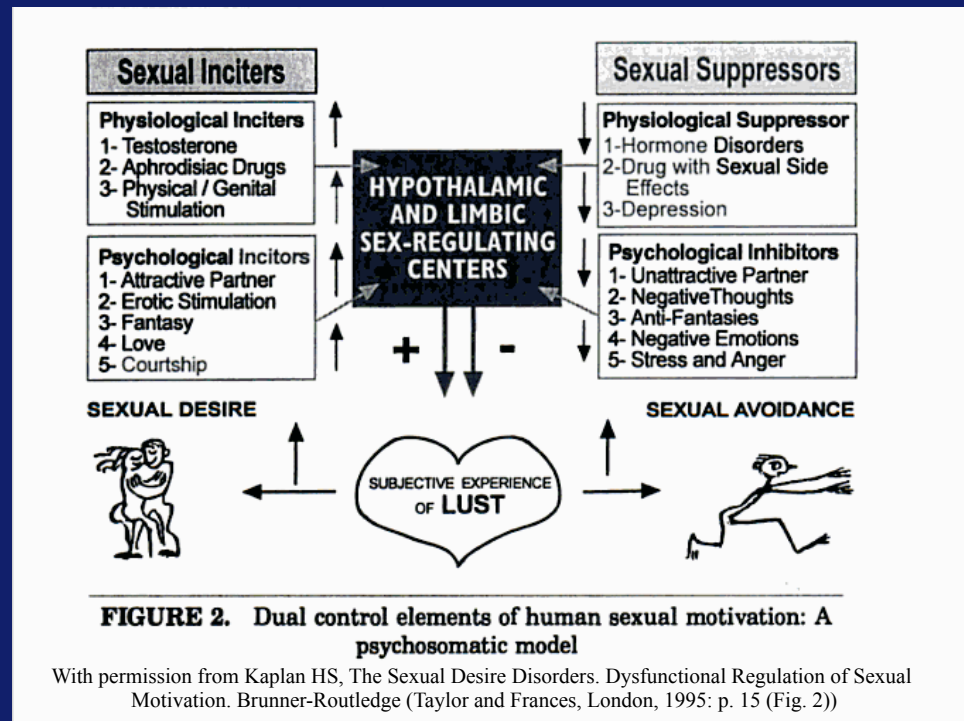 Sexual Inciters
Physiological Inciters
1- Testosterone
2- Aphrodisiac Drugs
3- Physical / Genital
Stimulation
Psychological Incitors
1- Attractive Partner
2- Erotic Stimulation
3- Fantasy
4- Love
5- Courtship
HYPOTHALAMIC
AND LIMBIC
SEX-REGULATING
CENTERS
+ -
Sexual Suppressors
Physiological Suppressor
1-Hormone Disorders
2-Drug with Sexual Side
Effects
3-Depression
Psychological Inhibitors
1- Unattractive Partner
2- NegativeThoughts
3- Anti-Fantasies
4- Negative Emotions
5- Stress and Anger
SEXUAL DESIRE
SEXUAL AVOIDANCE
SUBJECTIVE EXPERIENCE
OF LUST
FIGURE 2. Dual control elements of human sexual motivation: A
psychosomatic model
With permission from Kaplan HS, The Sexual Desire Disorders. Dysfunctional Regulation of Sexual
Motivation. Brunner-Routledge (Taylor and Frances, London, 1995: p. 15 (Fig. 2))